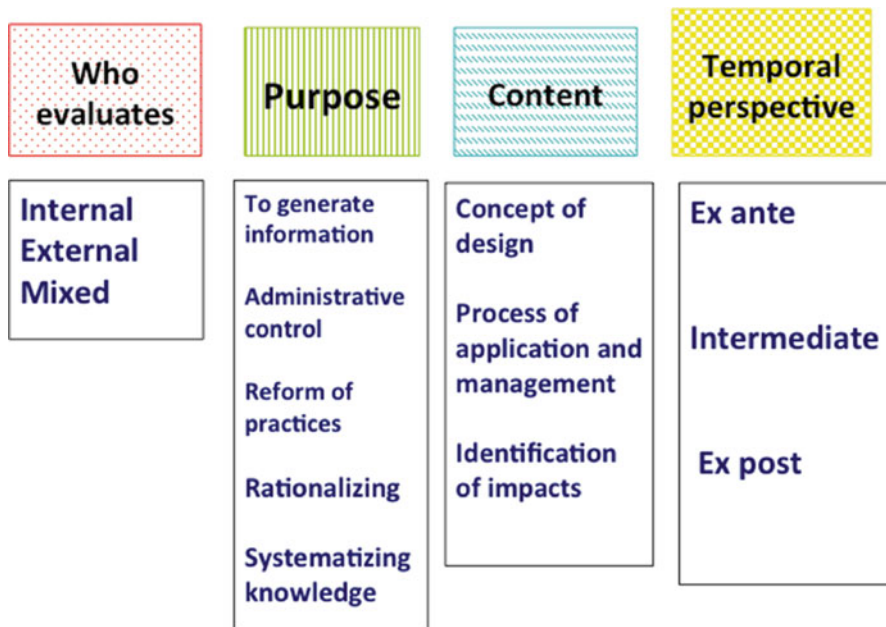 Who
evaluates
Purpose
Content
Temporal
perspective
Internal
External
Mixed
To generate
information
Administrative
control
Reform of
practices
Rationalizing
Systematizing
knowledge
Concept of
design
Process of
application and
management
Identification
of impacts
Ex ante
Intermediate
Ex post